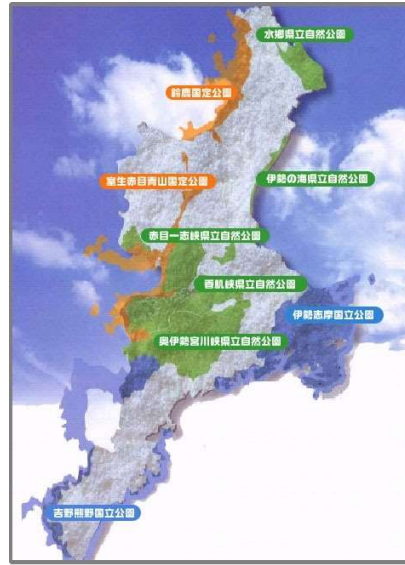 水郷県立自然公園
鈴鹿国定公園
室生赤目青山国定公園
伊勢の海県立自然公園
赤目一志峡県立自然公園
香肌峡県立自然公園
伊勢志摩国立公園
奥伊勢宮川峡県立自然公園
吉野熊野国立公園